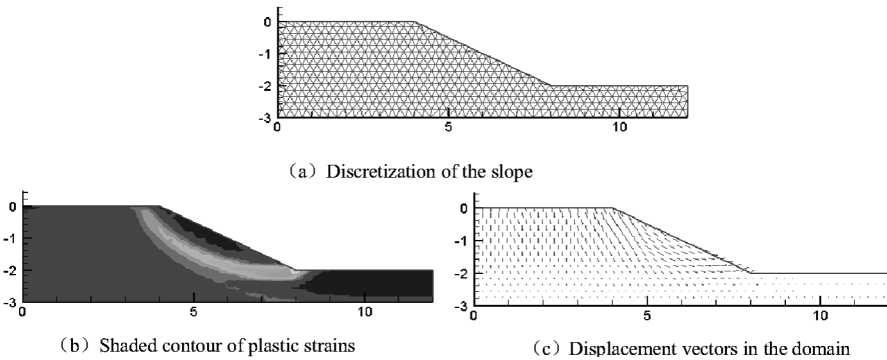 0
-1
-2
-3
0 5 10
（a）Discretization of the slope
0
-1
-2
-3
0 5 10
（b）Shaded contour of plastic strains
0
-1
-2
-3
0 5 10
（c）Displacement vectors in the domain